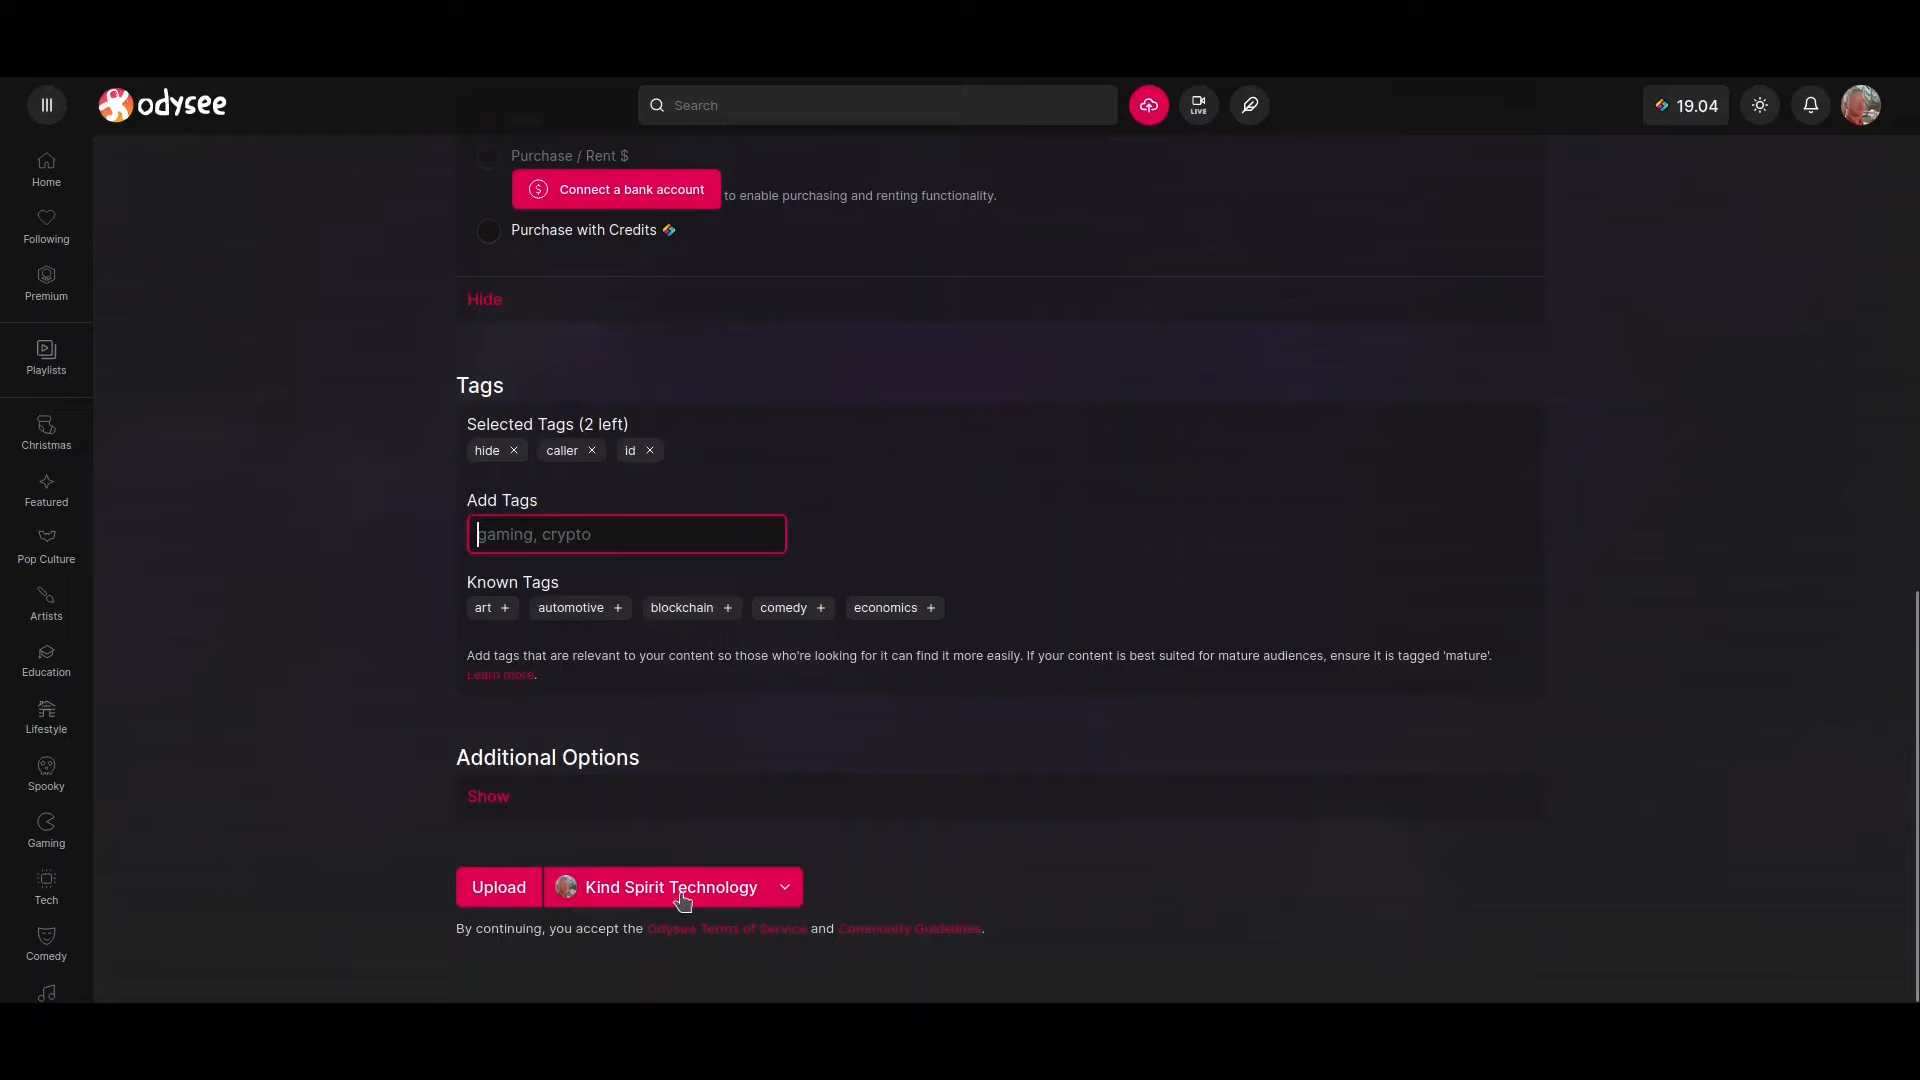 odysee
Search
LIVE
19.04
Home
Following
Premium
Playlists
Christmas
Featured
Pop Culture
Artists
Education
Lifestyle
Spooky
Gaming
Tech
Comedy
Purchase / Rent $
Connect a bank account to enable purchasing and renting functionality.
Purchase with Credits
Hide
Tags
Selected Tags (2 left)
hide × caller × id ×
Add Tags
gaming, crypto
Known Tags
art + automotive + blockchain + comedy + economics +
Add tags that are relevant to your content so those who're looking for it can find it more easily. If your content is best suited for mature audiences, ensure it is tagged 'mature'.
Learn more.
Additional Options
Show
Upload Kind Spirit Technology
By continuing, you accept the Odysee Terms of Service and Community Guidelines.